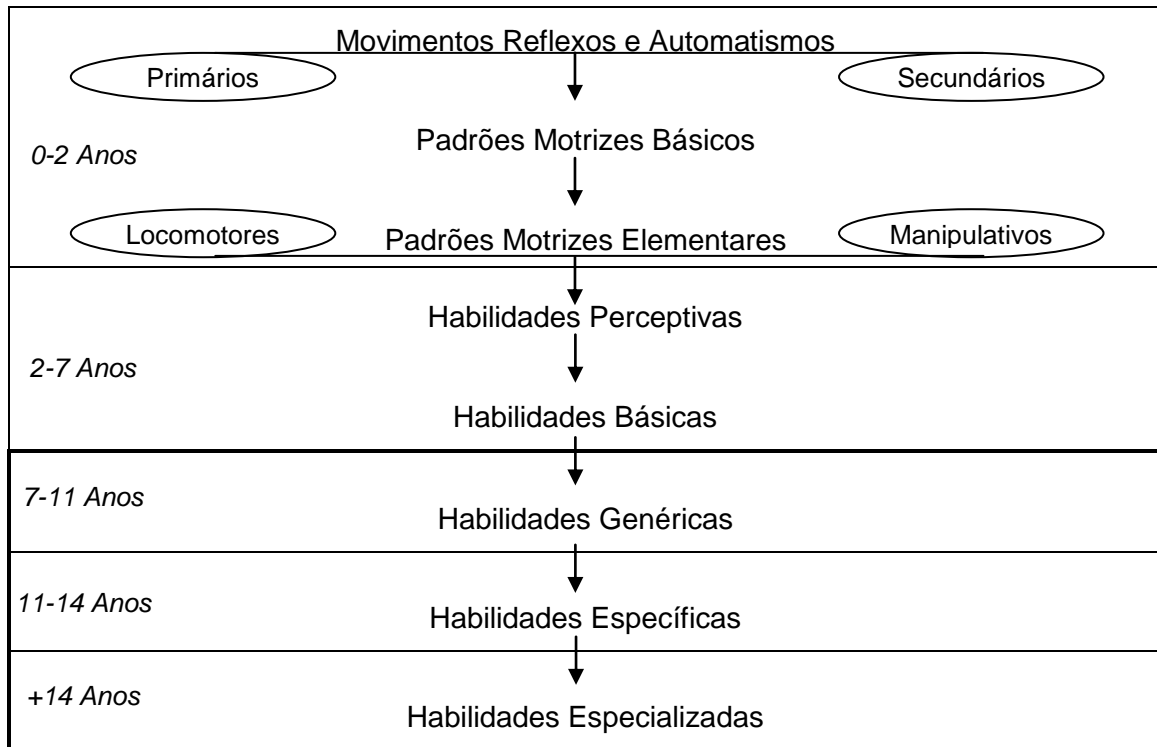 Movimentos Reflexos e Automatismos
Primários
Secundários
0-2 Anos
Padrões Motrizes Básicos
Locomotores
Padrões Motrizes Elementares
Manipulativos
Habilidades Perceptivas
2-7 Anos
Habilidades Básicas
7-11 Anos
Habilidades Genéricas
11-14 Anos
Habilidades Específicas
+14 Anos
Habilidades Especializadas